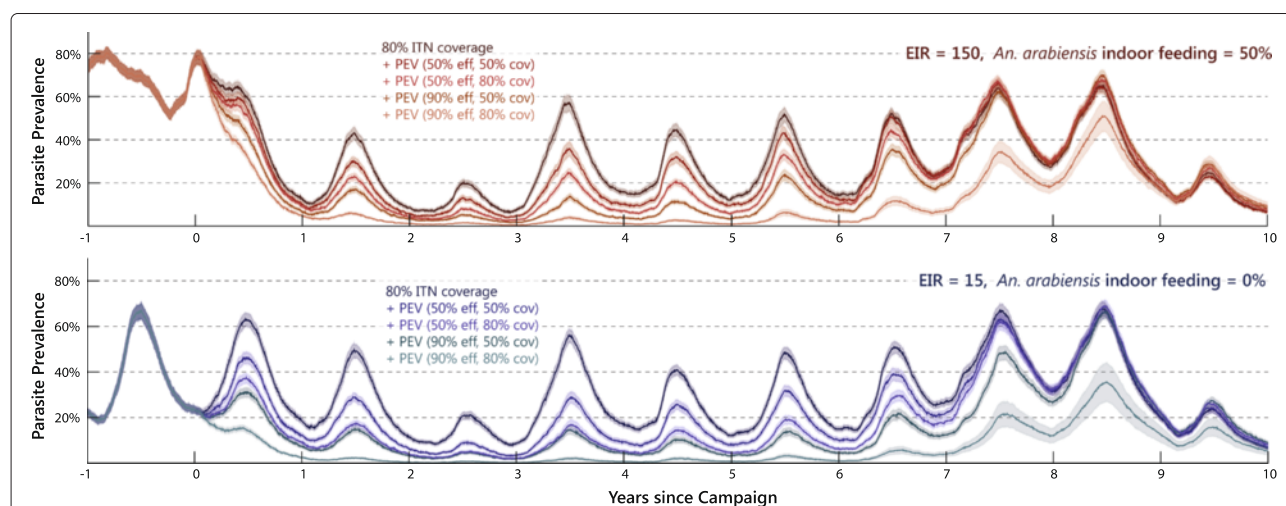 80% ITN coverage
+ PEV (50% eff, 50% cov)
+ PEV (50% eff, 80% cov)
+ PEV (90% eff, 50% cov)
+ PEV (90% eff, 80% cov)
EIR = 150, An. arabiensis indoor feeding = 50%
Parasite Prevalence
80%
60%
40%
20%
-1 0 1 2 3 4 5 6 7 8 9 10
80% ITN coverage
+ PEV (50% eff, 50% cov)
+ PEV (50% eff, 80% cov)
+ PEV (90% eff, 50% cov)
+ PEV (90% eff, 80% cov)
EIR = 15, An. arabiensis indoor feeding = 0%
Parasite Prevalence
80%
60%
40%
20%
-1 0 1 2 3 4 5 6 7 8 9 10
Years since Campaign